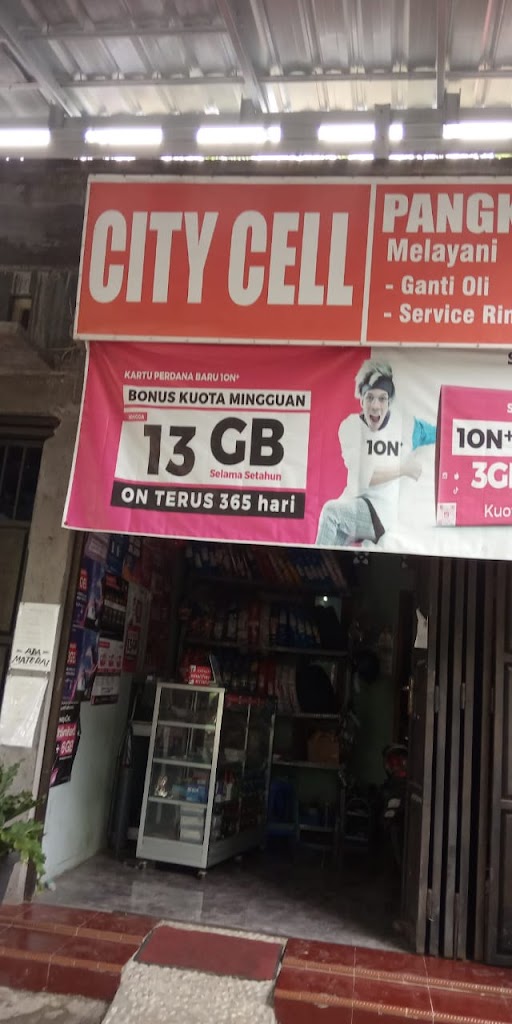 CITY CELL
PANGK
Melayani
- Ganti Oli
- Service Rin
KARTU PERDANA BARU 1ON+
BONUS KUOTA MINGGUAN
HINGGA
13 GB
Selama Setahun
ON TERUS 365 hari
1ON+
1ON+
3G
Kuo
- ADA -
MATERAI